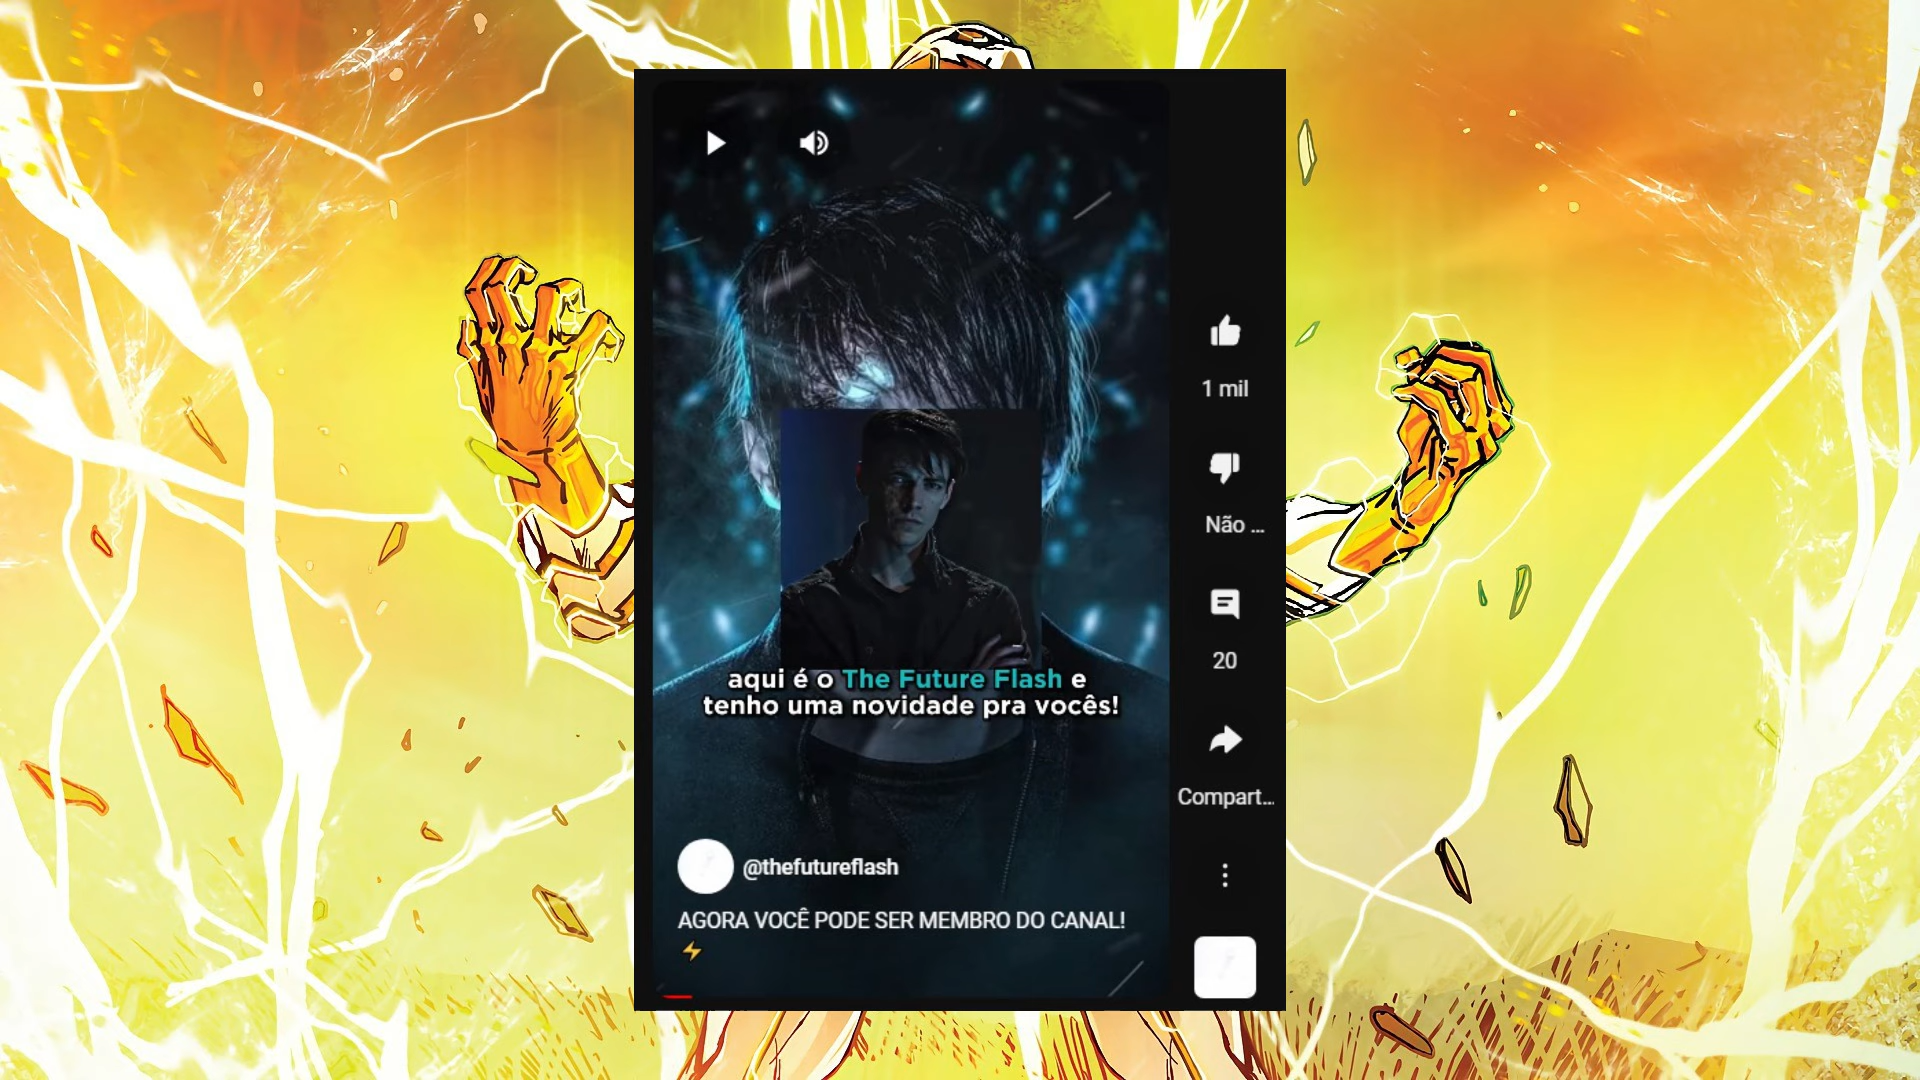 1 mil
Não ...
20
Compart...
aqui é o The Future Flash e
tenho uma novidade pra vocês!
@thefutureflash
AGORA VOCÊ PODE SER MEMBRO DO CANAL!
⚡